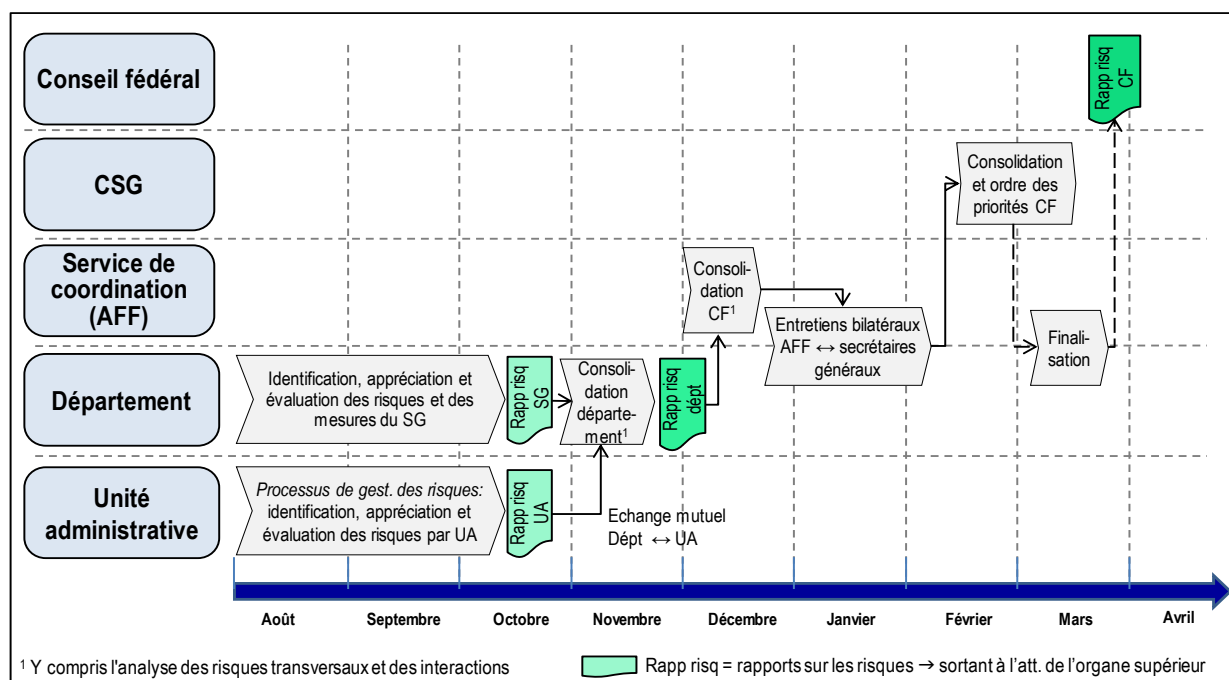 Conseil fédéral
Rapp risq
CF
CSG
Consolidation
et ordre des
priorités CF
Service de
coordination
(AFF)
Consoli-
dation
CF¹
Entretiens bilatéraux
AFF ↔ secrétaires
généraux
Finali-
sation
Département
Identification, appréciation et
évaluation des risques et des
mesures du SG
Rapp risq
SG
Consoli-
dation
départe-
ment¹
Rapp risq
dépt
Unité
administrative
Processus de gest. des risques:
identification, appréciation et
évaluation des risques par UA
Rapp risq
UA
Echange mutuel
Dépt ↔ UA
Août
Septembre
Octobre
Novembre
Décembre
Janvier
Février
Mars
Avril
¹ Y compris l'analyse des risques transversaux et des interactions
Rapp risq = rapports sur les risques → sortant à l'att. de l'organe supérieur